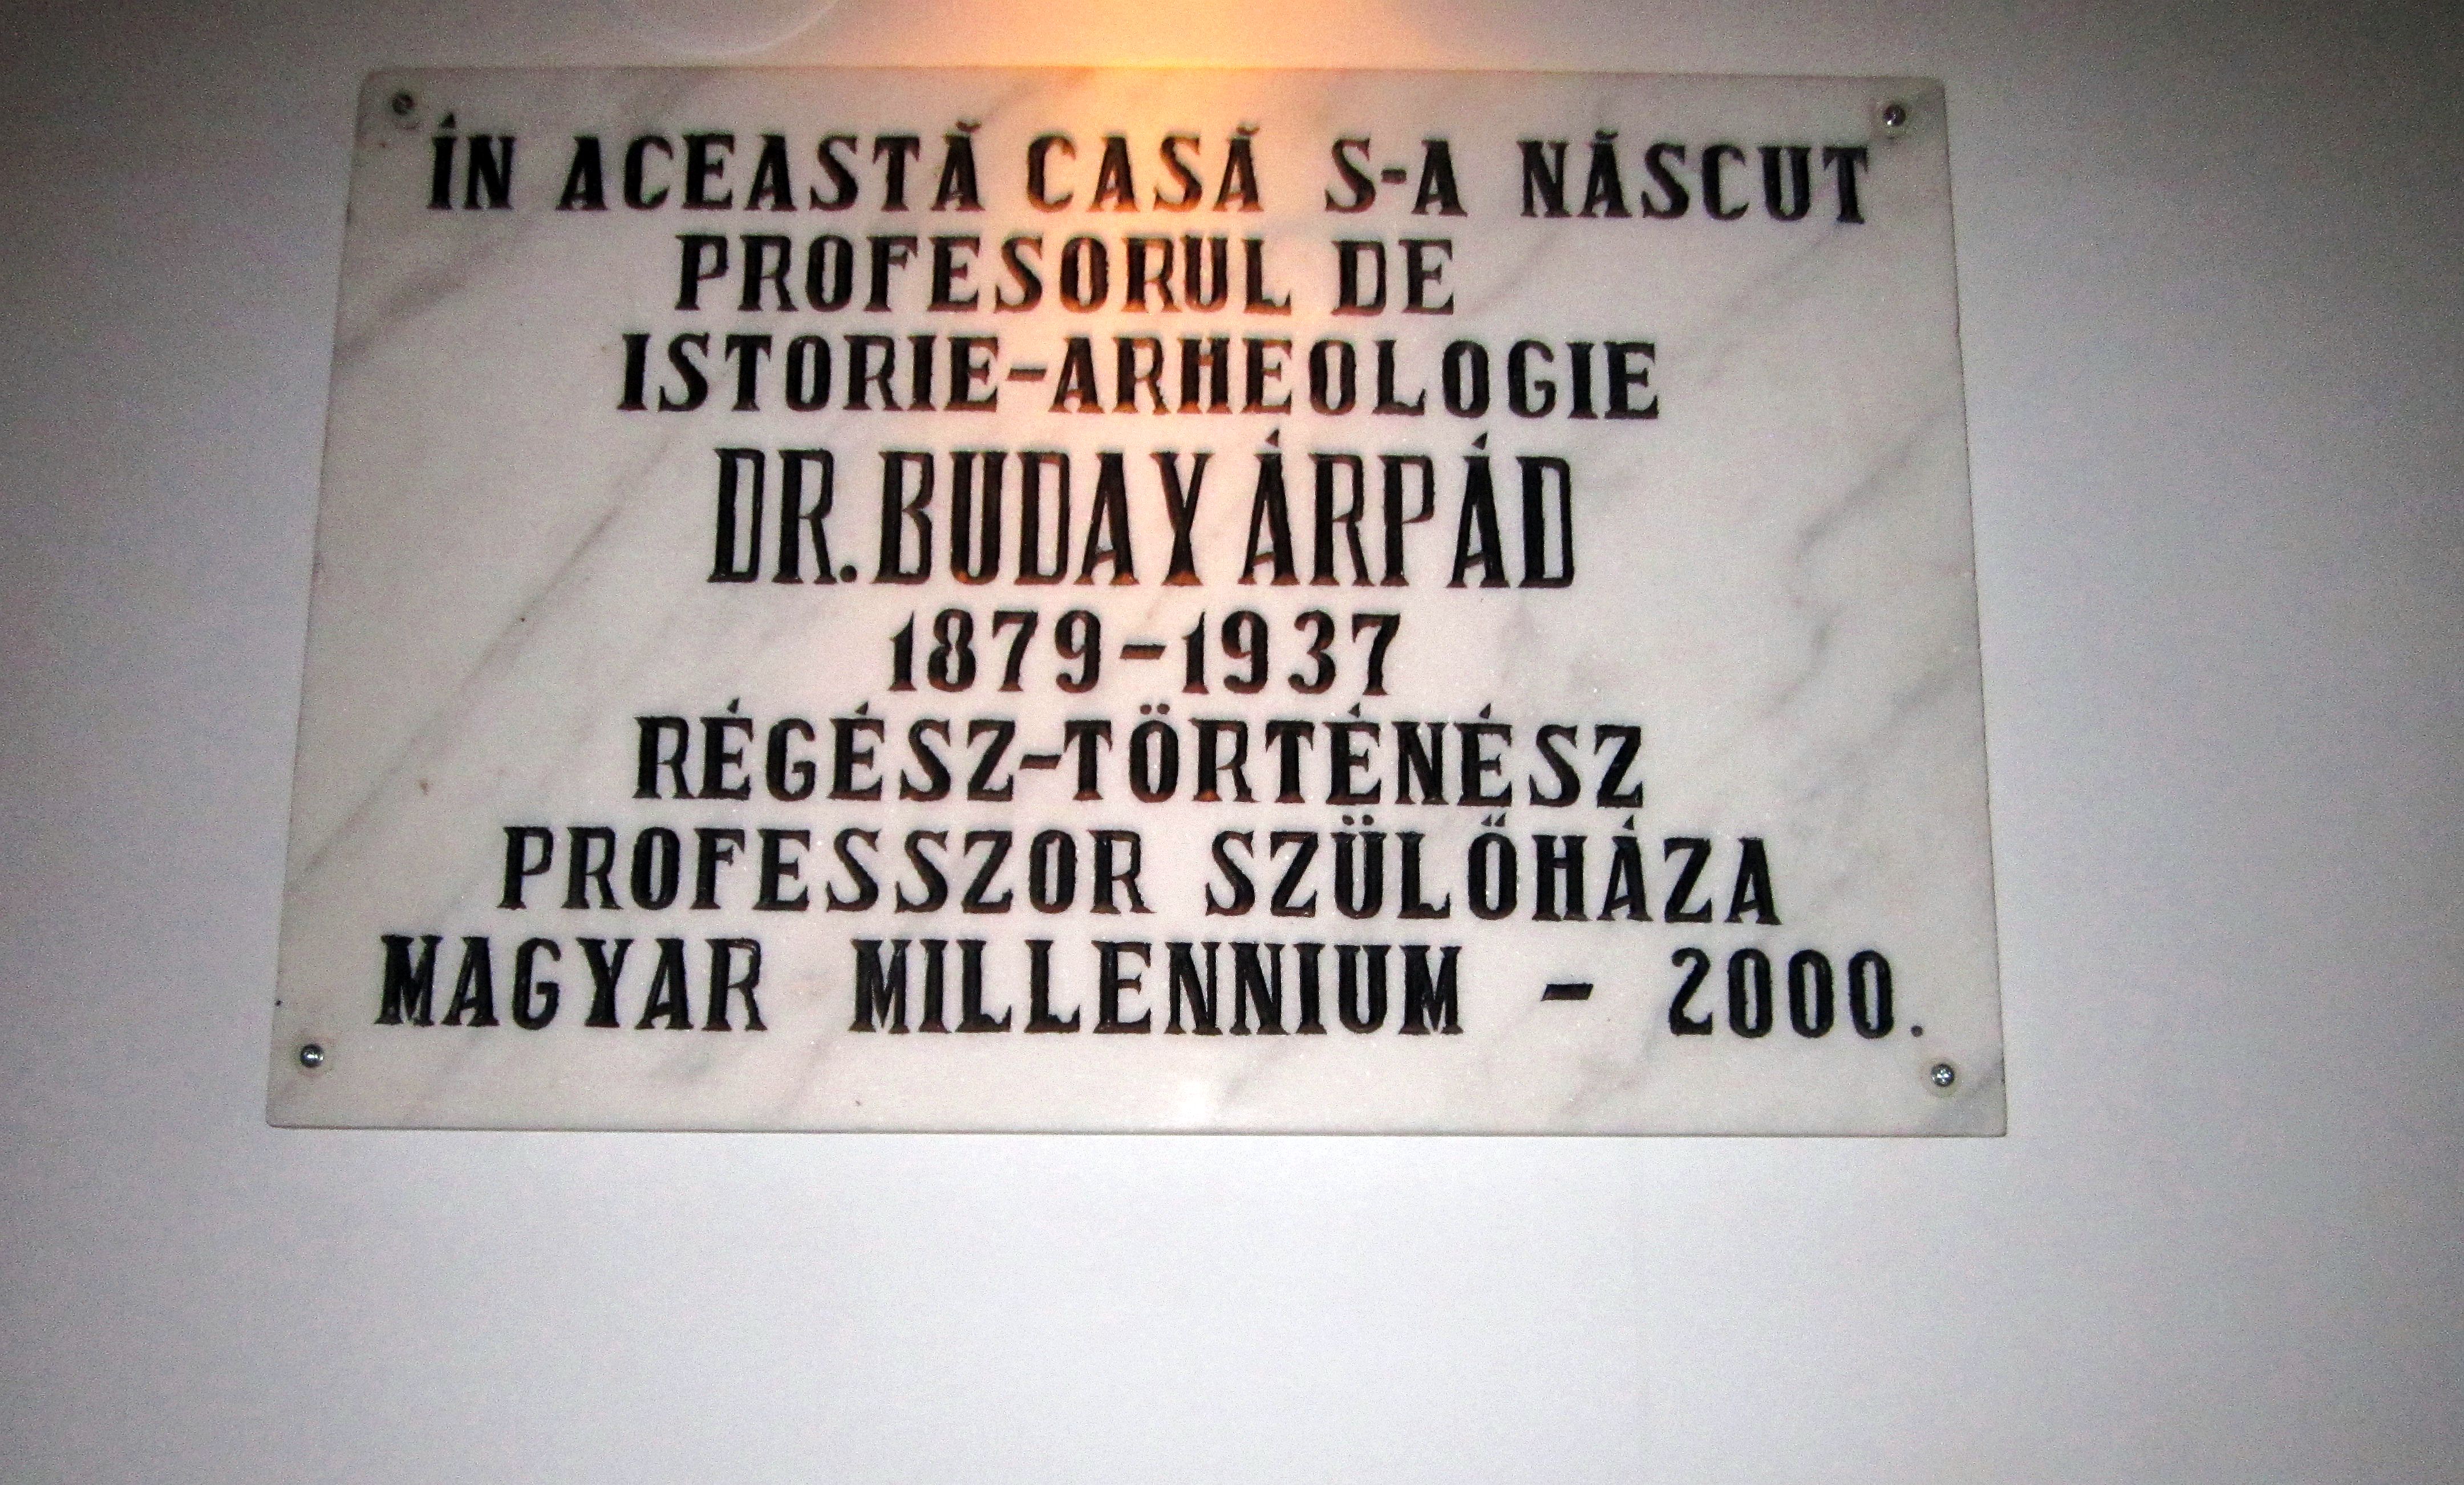 ÎN ACEASTĂ CASĂ S-A NĂSCUT
PROFESORUL DE
ISTORIE-ARHEOLOGIE
DR. BUDAY ÁRPÁD
1879-1937
RÉGÉSZ-TÖRTÉNÉSZ
PROFESSZOR SZÜLŐHÁZA
MAGYAR MILLENNIUM - 2000.